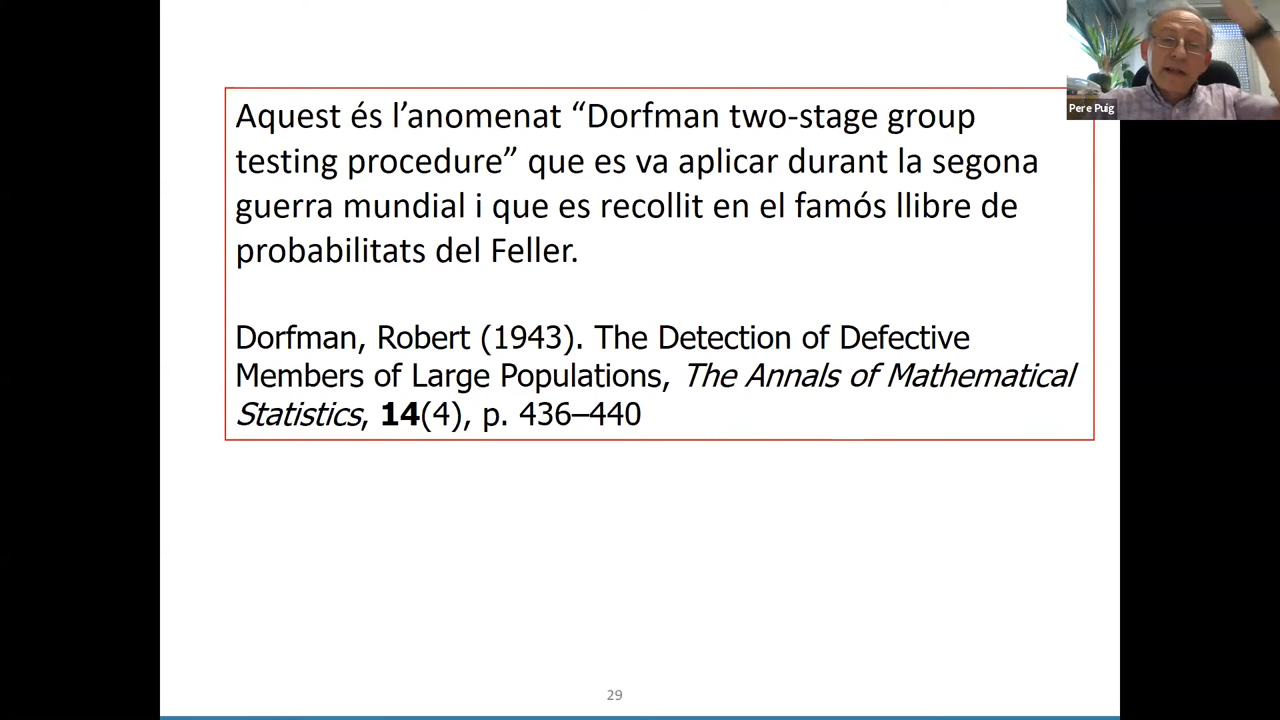 Aquest és l’anomenat “Dorfman two-stage group
testing procedure” que es va aplicar durant la segona
guerra mundial i que es recollit en el famós llibre de
probabilitats del Feller.
Dorfman, Robert (1943). The Detection of Defective
Members of Large Populations, The Annals of Mathematical
Statistics, 14(4), p. 436–440
Pere Puig
29